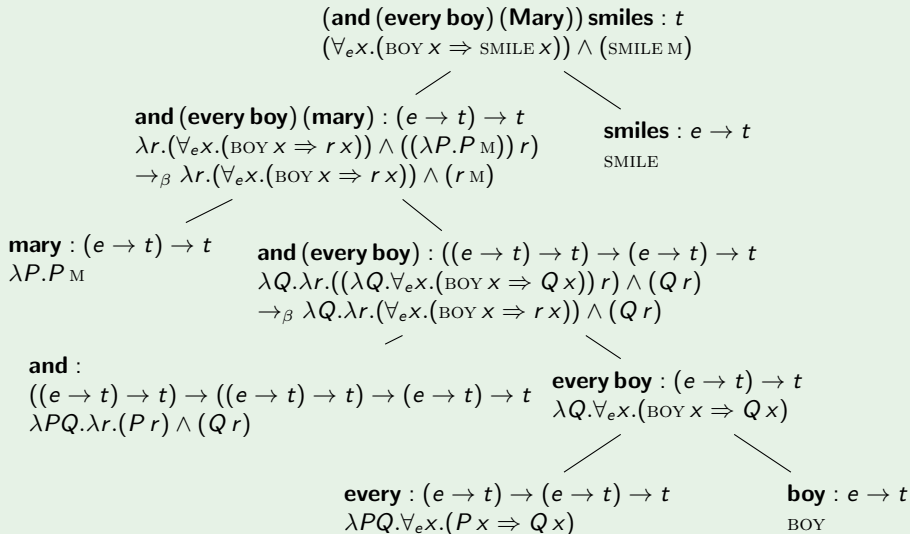 (and (every boy) (Mary)) smiles : t
(∀ₑx.(BOY x ⇒ SMILE x)) ∧ (SMILE M)
and (every boy) (mary) : (e → t) → t
λr.(∀ₑx.(BOY x ⇒ r x)) ∧ ((λP.P M)) r)
→β λr.(∀ₑx.(BOY x ⇒ r x)) ∧ (r M)
smiles : e → t
SMILE
mary : (e → t) → t
λP.P M
and (every boy) : ((e → t) → t) → (e → t) → t
λQ.λr.((λQ.∀ₑx.(BOY x ⇒ Q x)) r) ∧ (Q r)
→β λQ.λr.(∀ₑx.(BOY x ⇒ r x)) ∧ (Q r)
and :
((e → t) → t) → ((e → t) → t) → (e → t) → t
λPQ.λr.(P r) ∧ (Q r)
every boy : (e → t) → t
λQ.∀ₑx.(BOY x ⇒ Q x)
every : (e → t) → (e → t) → t
λPQ.∀ₑx.(P x ⇒ Q x)
boy : e → t
BOY